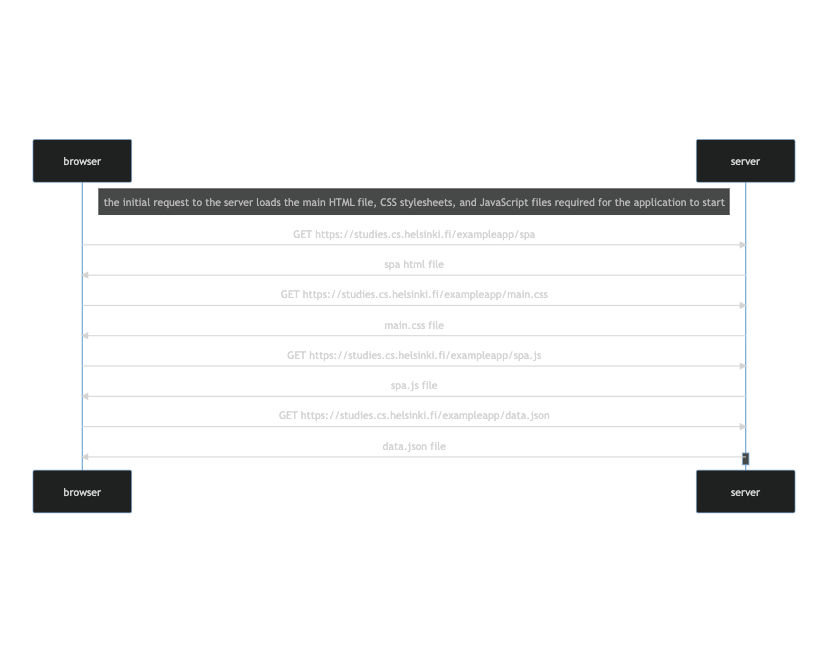 browser
server
the initial request to the server loads the main HTML file, CSS stylesheets, and JavaScript files required for the application to start
GET https://studies.cs.helsinki.fi/exampleapp/spa
spa html file
GET https://studies.cs.helsinki.fi/exampleapp/main.css
main.css file
GET https://studies.cs.helsinki.fi/exampleapp/spa.js
spa.js file
GET https://studies.cs.helsinki.fi/exampleapp/data.json
data.json file
browser
server